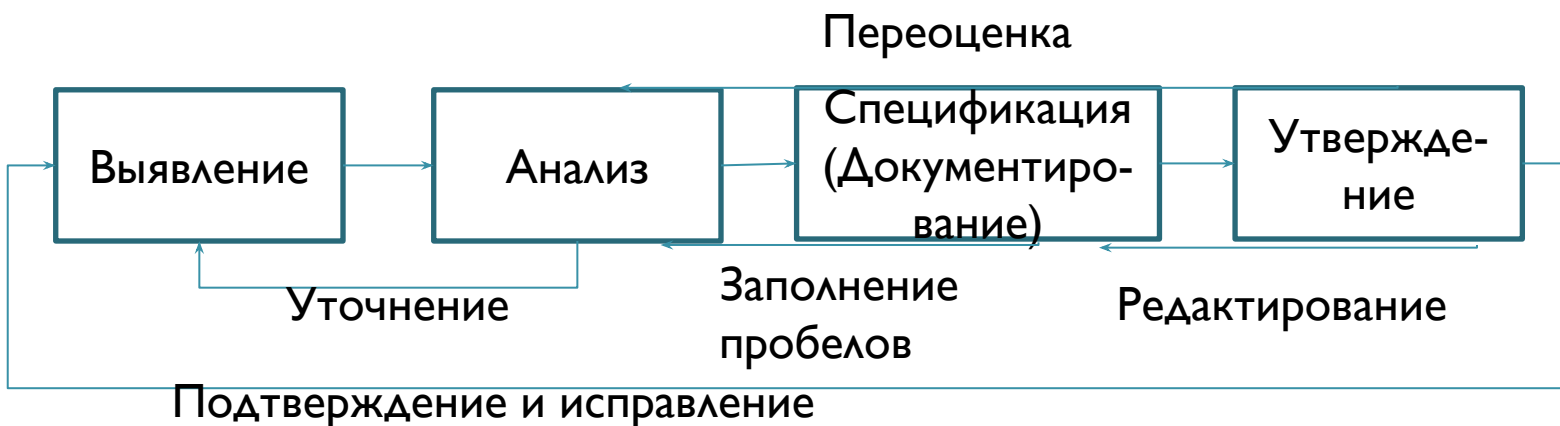 Переоценка
Выявление
Анализ
Спецификация
(Документиро-
вание)
Утвержде-
ние
Уточнение
Заполнение
пробелов
Редактирование
Подтверждение и исправление